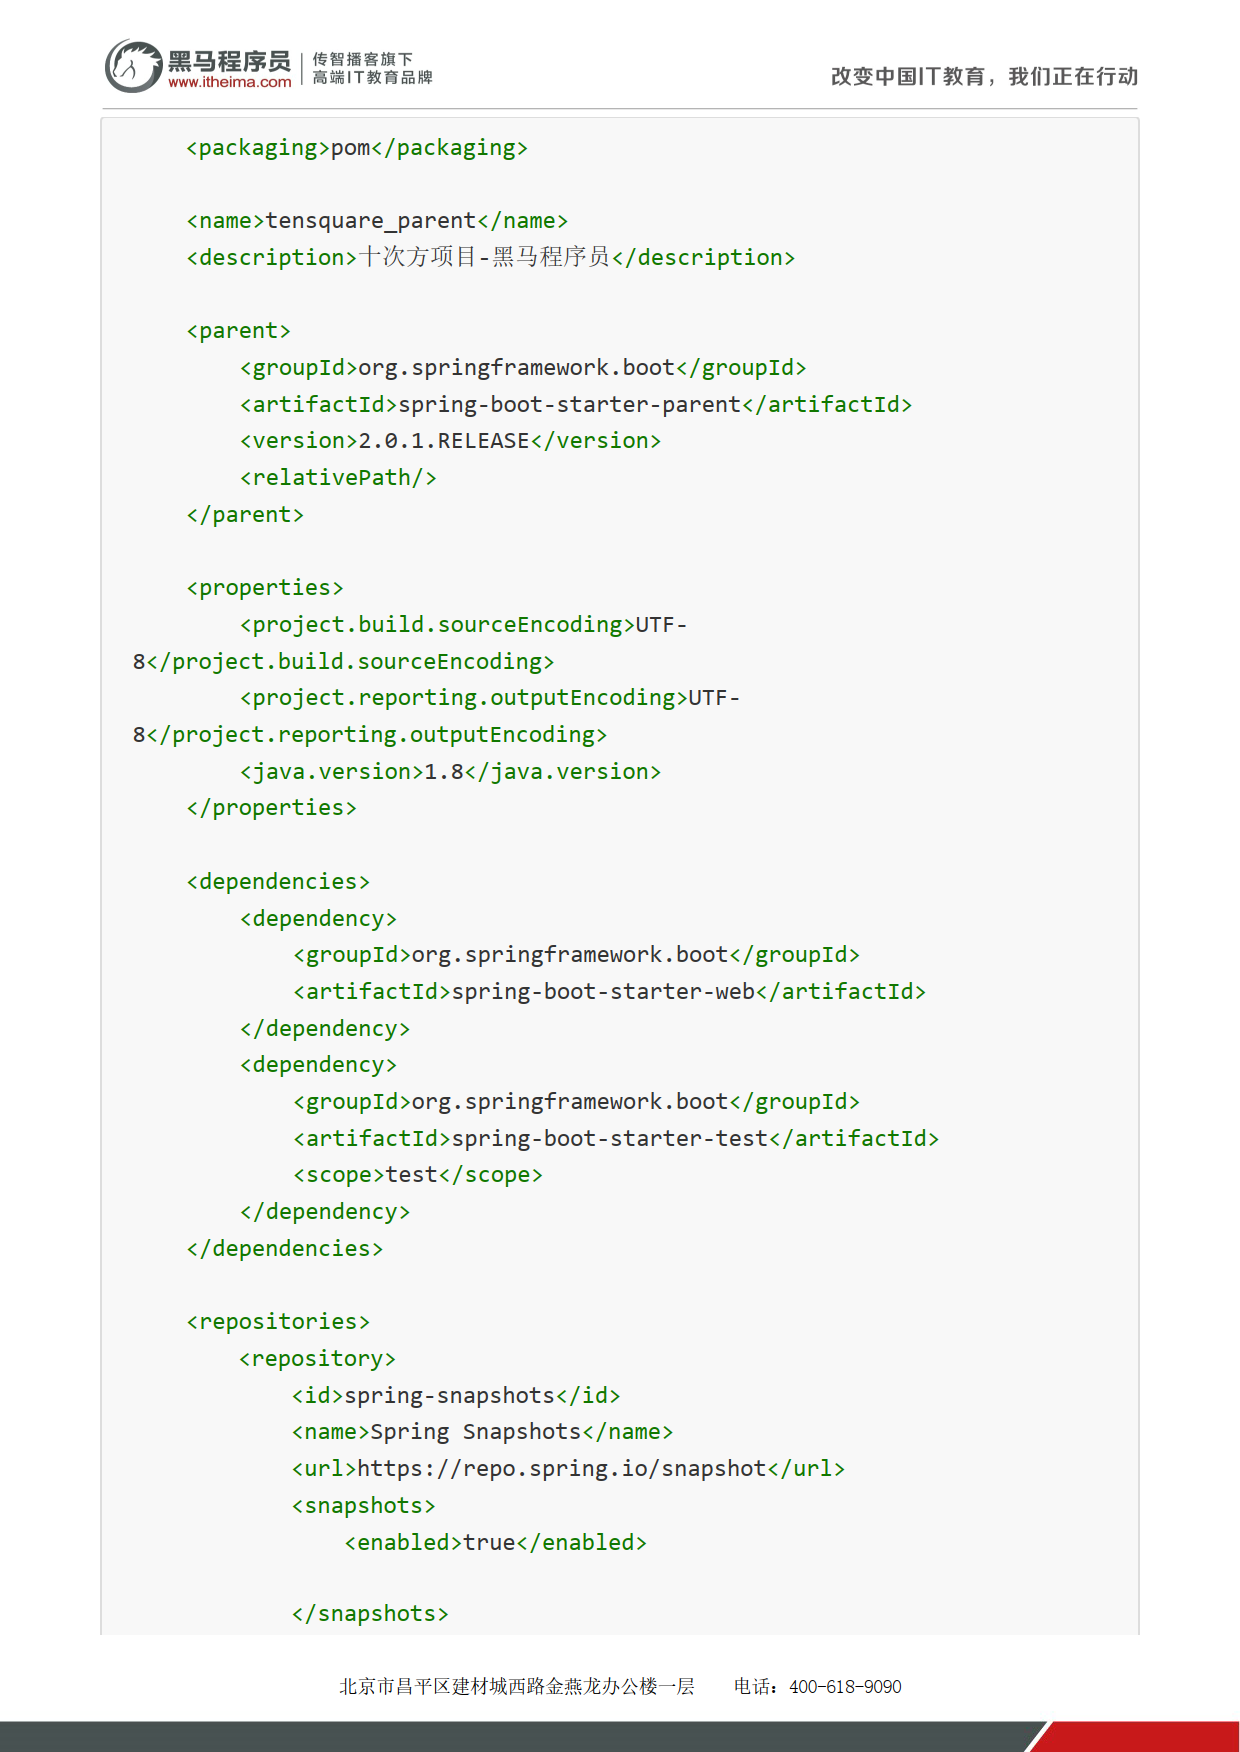 黑马程序员
www.itheima.com
传智播客旗下
高端IT教育品牌
改变中国IT教育，我们正在行动
<packaging>pom</packaging>
<name>tensquare_parent</name>
<description>十次方项目-黑马程序员</description>
<parent>
<groupId>org.springframework.boot</groupId>
<artifactId>spring-boot-starter-parent</artifactId>
<version>2.0.1.RELEASE</version>
<relativePath/>
</parent>
<properties>
<project.build.sourceEncoding>UTF-
8</project.build.sourceEncoding>
<project.reporting.outputEncoding>UTF-
8</project.reporting.outputEncoding>
<java.version>1.8</java.version>
</properties>
<dependencies>
<dependency>
<groupId>org.springframework.boot</groupId>
<artifactId>spring-boot-starter-web</artifactId>
</dependency>
<dependency>
<groupId>org.springframework.boot</groupId>
<artifactId>spring-boot-starter-test</artifactId>
<scope>test</scope>
</dependency>
</dependencies>
<repositories>
<repository>
<id>spring-snapshots</id>
<name>Spring Snapshots</name>
<url>https://repo.spring.io/snapshot</url>
<snapshots>
<enabled>true</enabled>
</snapshots>
北京市昌平区建材城西路金燕龙办公楼一层 电话：400-618-9090